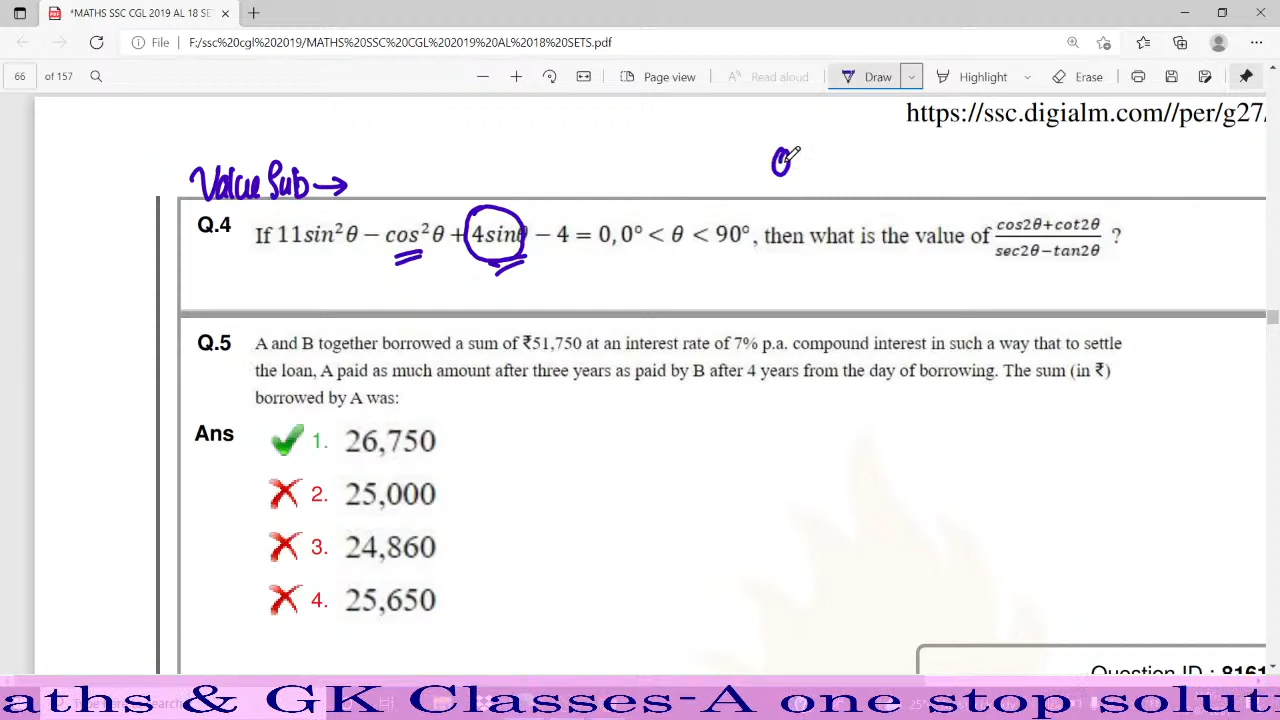 *MATHS SSC CGL 2019 AL 18 SET
File F:/ssc%20cgl%202019/MATHS%20SSC%20CGL%202019%20AL%2018%20SETS.pdf
66 of 157 Page view Read aloud Draw Highlight Erase
https://ssc.digialm.com//per/g27/
Value Sub →
Q.4 If 11sin²θ − cos²θ + 4sinθ − 4 = 0, 0° < θ < 90°, then what is the value of (cos2θ+cot2θ)/(sec2θ−tan2θ) ?
Q.5 A and B together borrowed a sum of ₹51,750 at an interest rate of 7% p.a. compound interest in such a way that to settle
the loan, A paid as much amount after three years as paid by B after 4 years from the day of borrowing. The sum (in ₹)
borrowed by A was:
Ans 1. 26,750
2. 25,000
3. 24,860
4. 25,650
Question ID : 8161
aths & GK Classes-A one stop solut